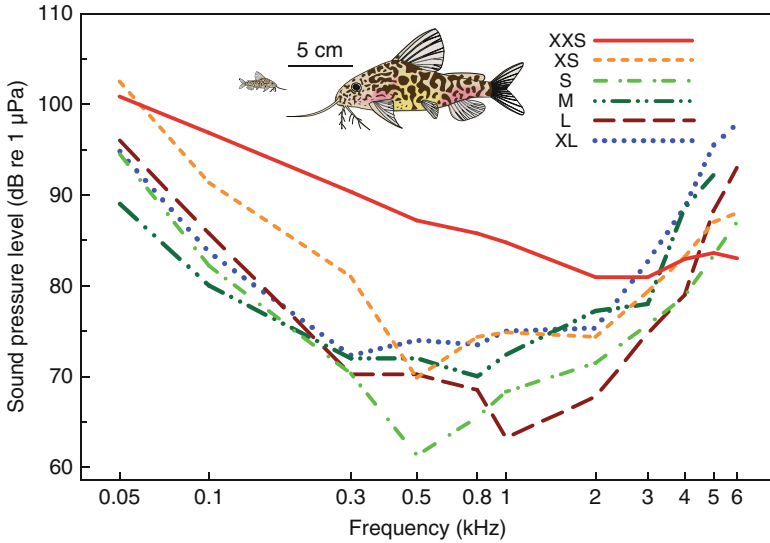 110
100
90
80
70
60
Sound pressure level (dB re 1 µPa)
5 cm
XXS
XS
S
M
L
XL
0.05 0.1 0.3 0.5 0.8 1 2 3 4 5 6
Frequency (kHz)